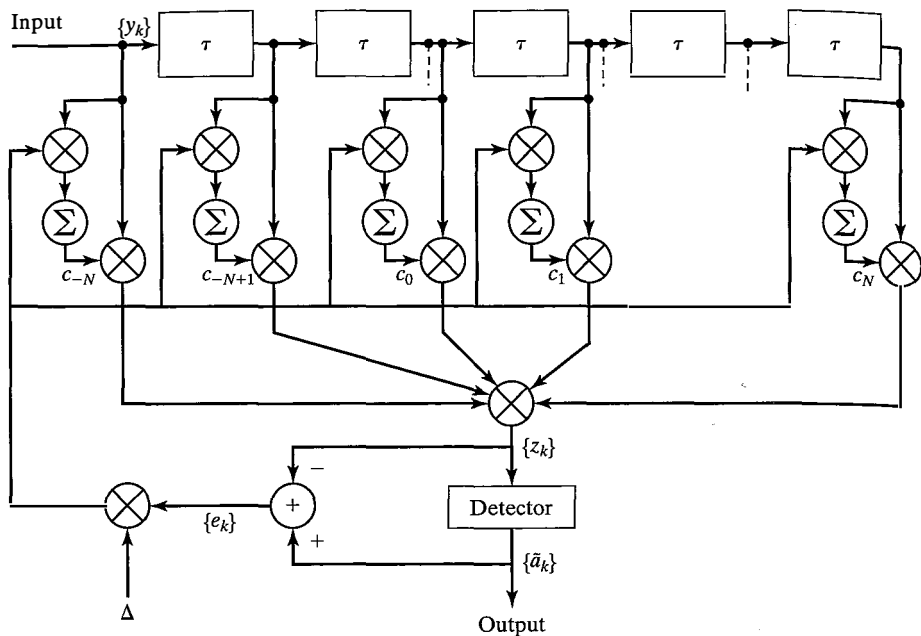 Input
{y_k}
τ τ τ τ τ
Σ Σ Σ Σ Σ
c_{-N} c_{-N+1} c_0 c_1 c_N
{z_k}
−
Detector
+
{e_k}
+
{ã_k}
Δ
Output